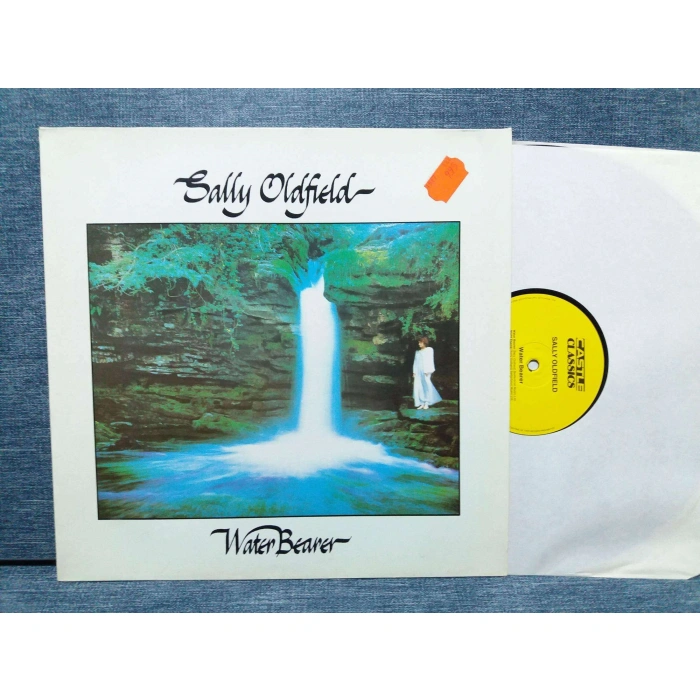 Sally Oldfield
Water Bearer
CASTLE
CLASSICS
SALLY OLDFIELD
Water Bearer